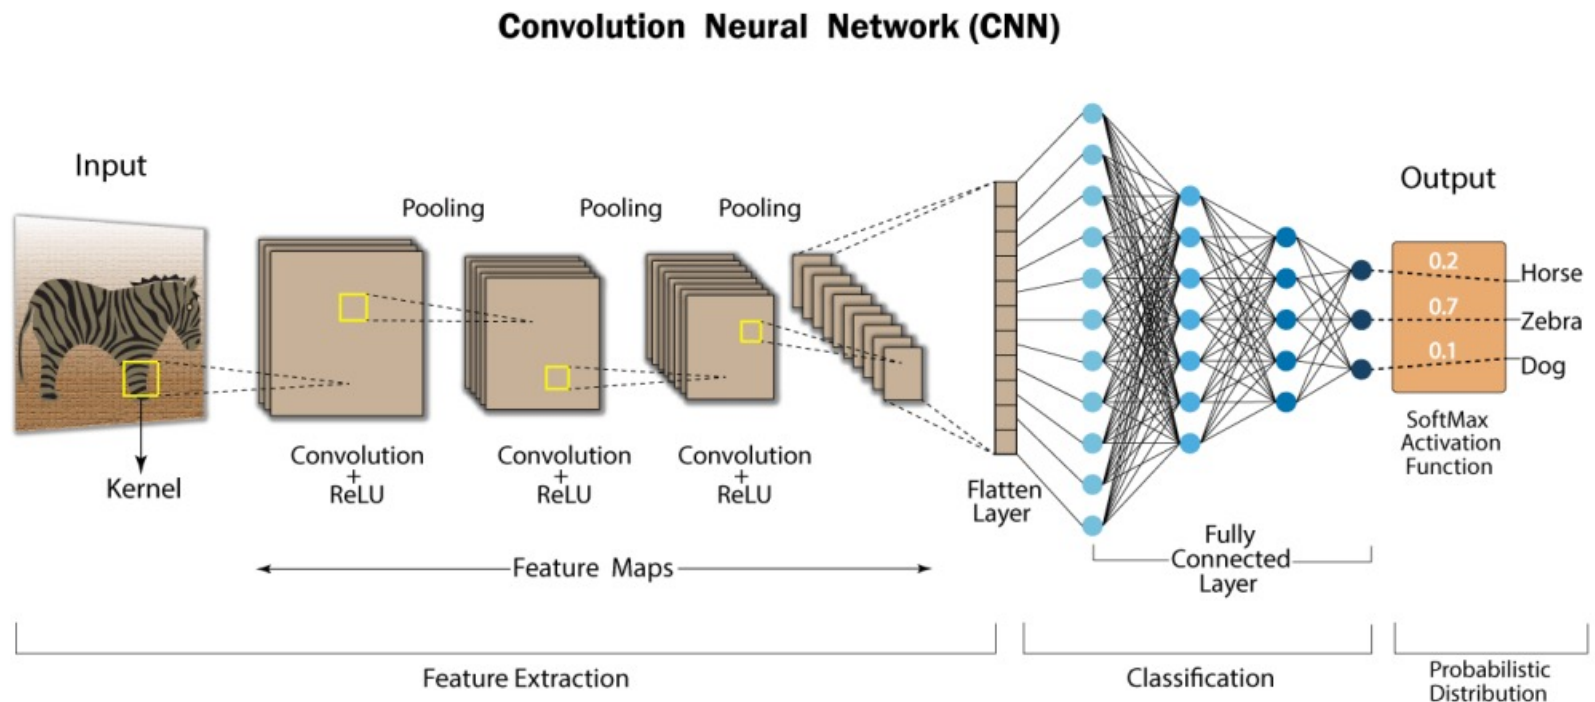 Convolution Neural Network (CNN)
Input
Pooling
Pooling
Pooling
Output
0.2
Horse
0.7
Zebra
0.1
Dog
SoftMax
Activation
Function
Convolution
+
ReLU
Convolution
+
ReLU
Convolution
+
ReLU
Kernel
Flatten
Layer
Fully
Connected
Layer
Feature Maps
Feature Extraction
Classification
Probabilistic
Distribution